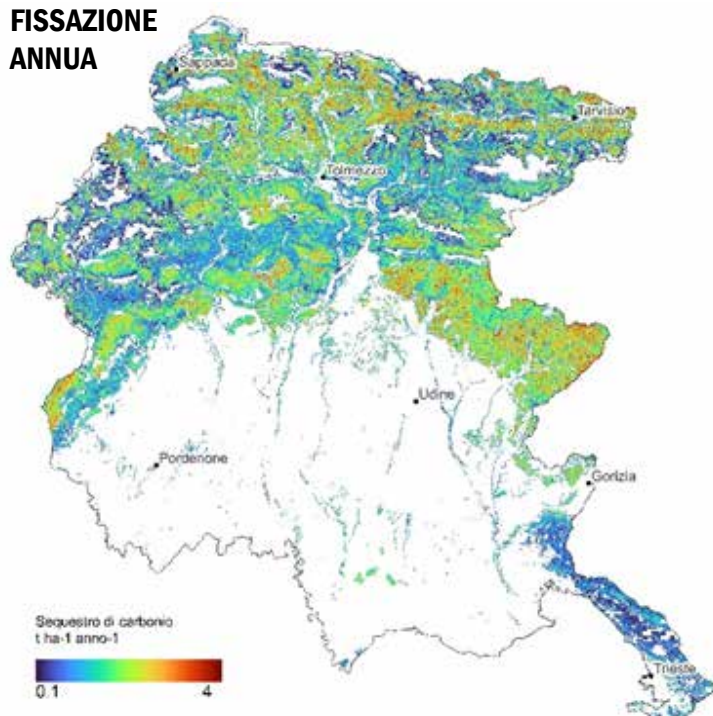 FISSAZIONE
ANNUA
Sappada
Tarvisio
Tolmezzo
Udine
Pordenone
Gorizia
Sequestro di carbonio
t ha-1 anno-1
0.1 4
Trieste